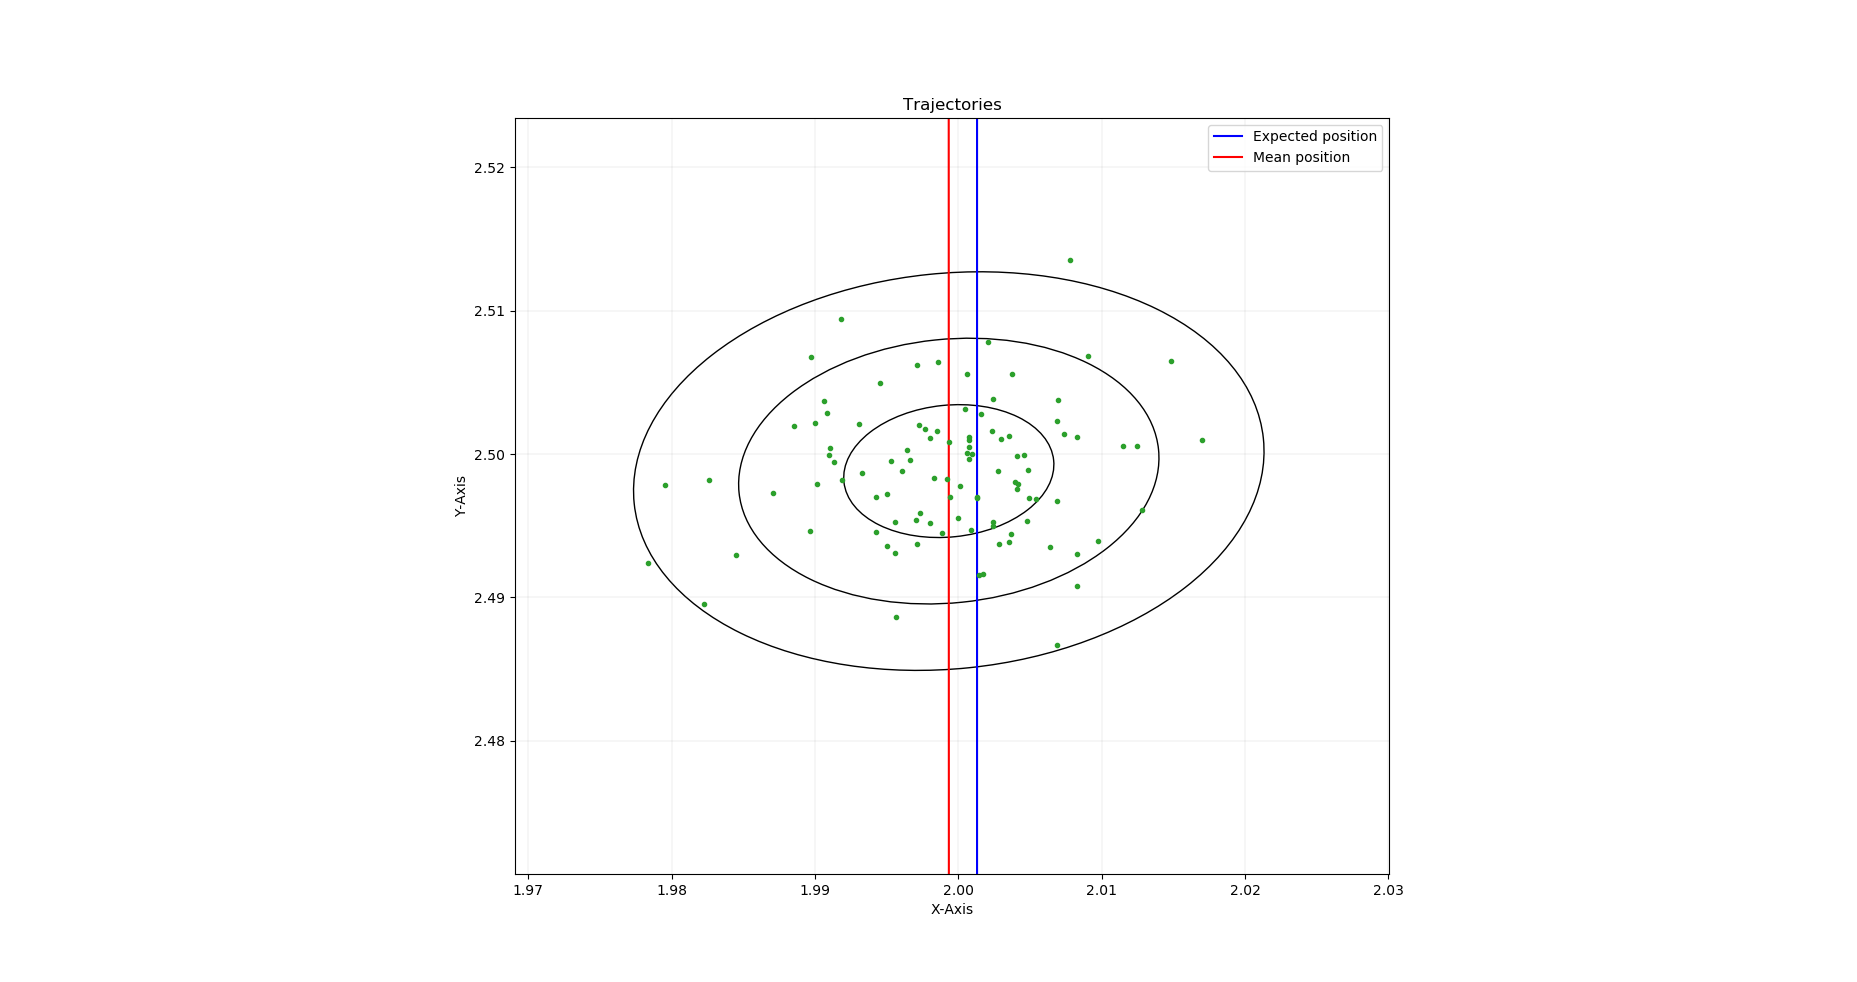 Trajectories
Expected position
Mean position
2.52
2.51
2.50
2.49
2.48
Y-Axis
1.97 1.98 1.99 2.00 2.01 2.02 2.03
X-Axis